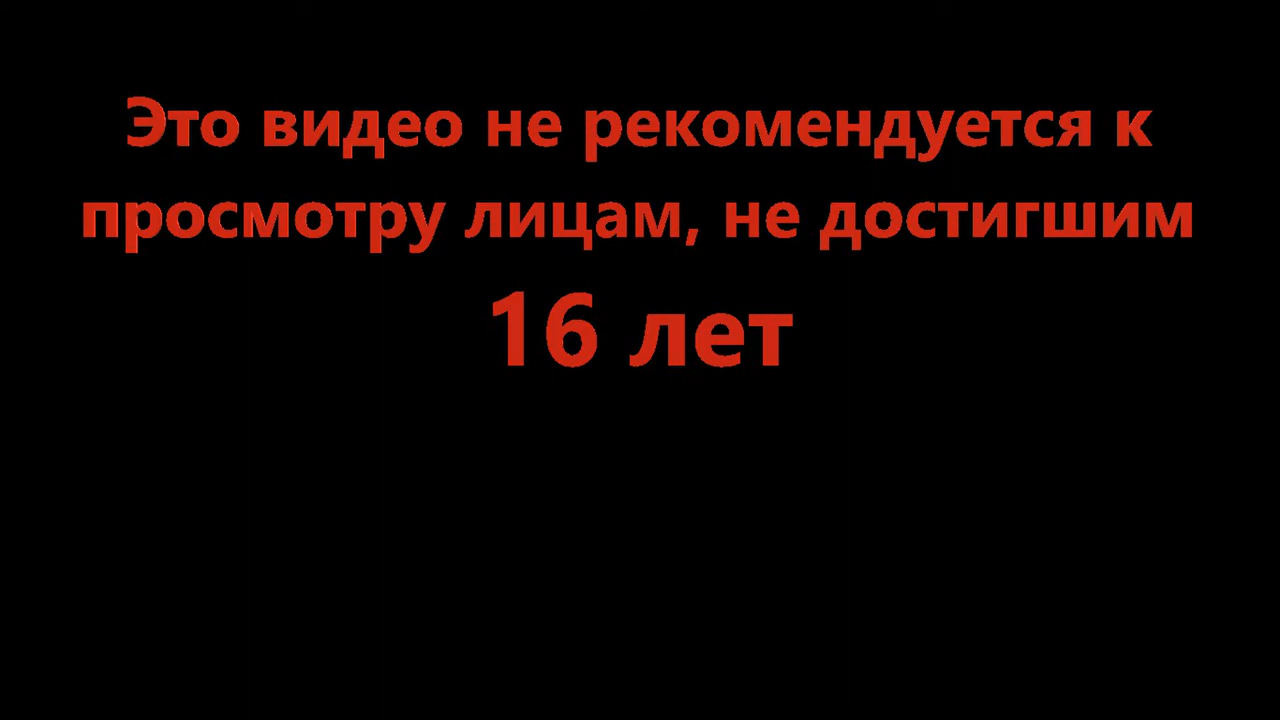 Это видео не рекомендуется к
просмотру лицам, не достигшим
16 лет